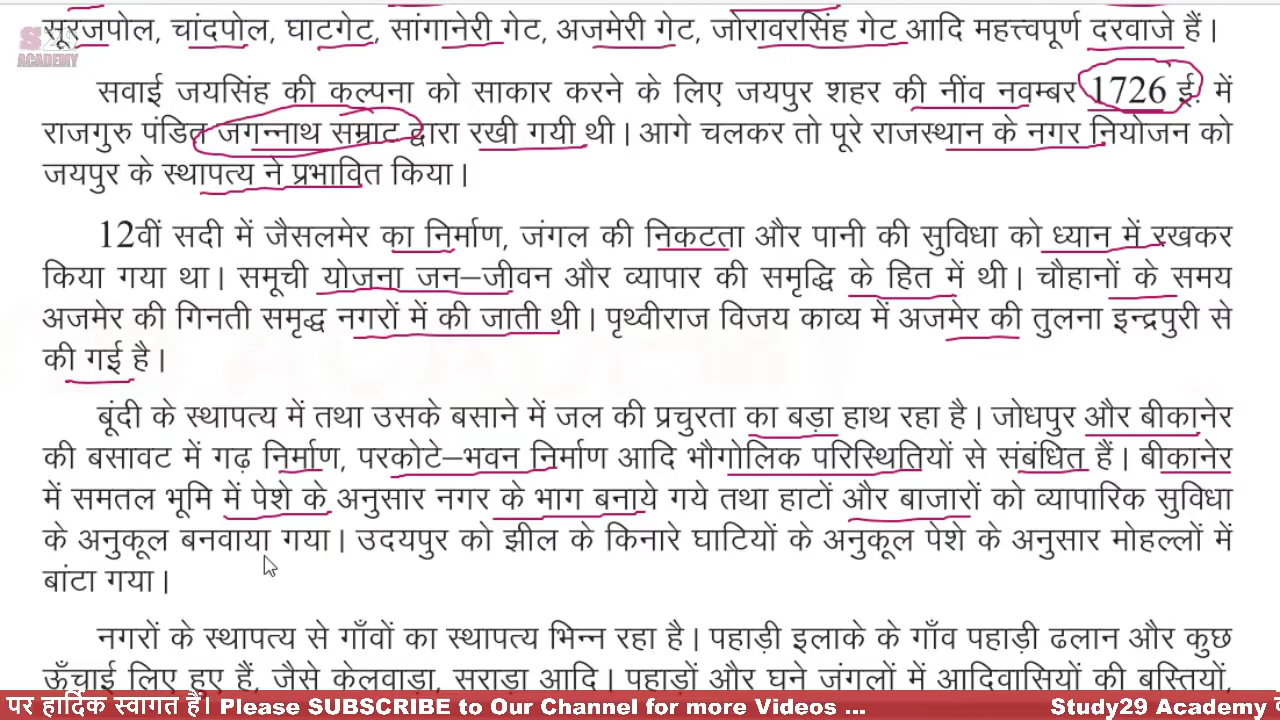 सूरजपोल, चांदपोल, घाटगेट, सांगानेरी गेट, अजमेरी गेट, जोरावरसिंह गेट आदि महत्त्वपूर्ण दरवाजे हैं।
S29
ACADEMY
सवाई जयसिंह की कल्पना को साकार करने के लिए जयपुर शहर की नींव नवम्बर 1726 ई. में
राजगुरु पंडित जगन्नाथ सम्राट द्वारा रखी गयी थी। आगे चलकर तो पूरे राजस्थान के नगर नियोजन को
जयपुर के स्थापत्य ने प्रभावित किया।
12वीं सदी में जैसलमेर का निर्माण, जंगल की निकटता और पानी की सुविधा को ध्यान में रखकर
किया गया था। समूची योजना जन–जीवन और व्यापार की समृद्धि के हित में थी। चौहानों के समय
अजमेर की गिनती समृद्ध नगरों में की जाती थी। पृथ्वीराज विजय काव्य में अजमेर की तुलना इन्द्रपुरी से
की गई है।
बूंदी के स्थापत्य में तथा उसके बसाने में जल की प्रचुरता का बड़ा हाथ रहा है। जोधपुर और बीकानेर
की बसावट में गढ़ निर्माण, परकोटे–भवन निर्माण आदि भौगोलिक परिस्थितियों से संबंधित हैं। बीकानेर
में समतल भूमि में पेशे के अनुसार नगर के भाग बनाये गये तथा हाटों और बाजारों को व्यापारिक सुविधा
के अनुकूल बनवाया गया। उदयपुर को झील के किनारे घाटियों के अनुकूल पेशे के अनुसार मोहल्लों में
बांटा गया।
नगरों के स्थापत्य से गाँवों का स्थापत्य भिन्न रहा है। पहाड़ी इलाके के गाँव पहाड़ी ढलान और कुछ
ऊँचाई लिए हुए हैं, जैसे केलवाड़ा, सराड़ा आदि। पहाड़ों और घने जंगलों में आदिवासियों की बस्तियों,
पर हार्दिक स्वागत हैं। Please SUBSCRIBE to Our Channel for more Videos ... Study29 Academy